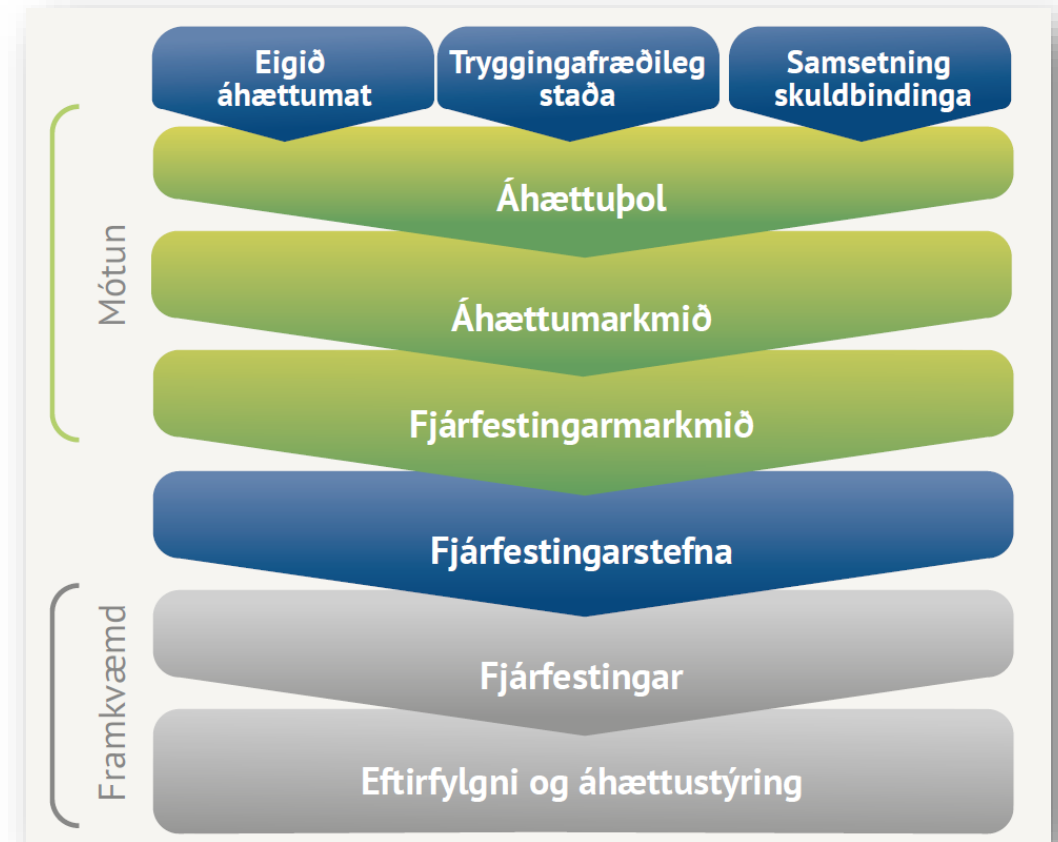 Eigið
áhættumat
Tryggingafræðileg
staða
Samsetning
skuldbindinga
Mótun
Áhættuþol
Áhættumarkmið
Fjárfestingarmarkmið
Fjárfestingarstefna
Framkvæmd
Fjárfestingar
Eftirfylgni og áhættustýring